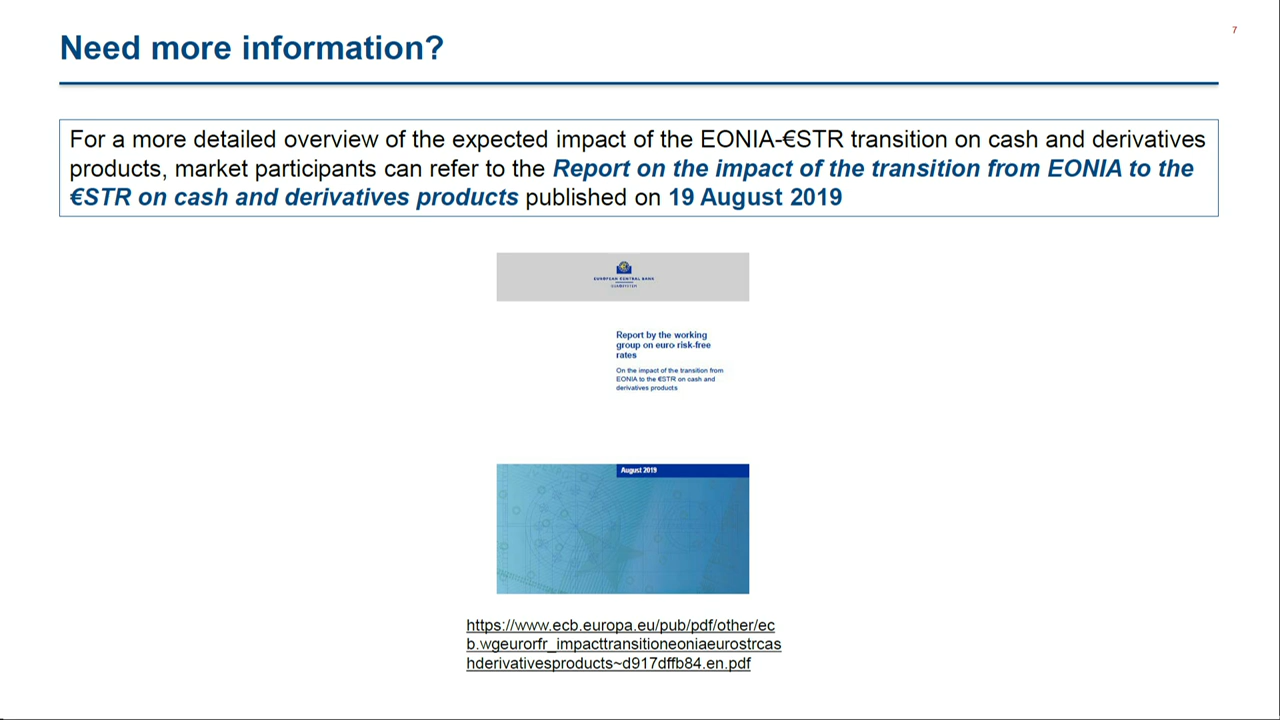 7
Need more information?
For a more detailed overview of the expected impact of the EONIA-€STR transition on cash and derivatives
products, market participants can refer to the Report on the impact of the transition from EONIA to the
€STR on cash and derivatives products published on 19 August 2019
EUROPEAN CENTRAL BANK
EUROSYSTEM
Report by the working
group on euro risk-free
rates
On the impact of the transition from
EONIA to the €STR on cash and
derivatives products
August 2019
https://www.ecb.europa.eu/pub/pdf/other/ec
b.wgeurorfr_impacttransitioneoniaeurostrcas
hderivativesproducts~d917dffb84.en.pdf